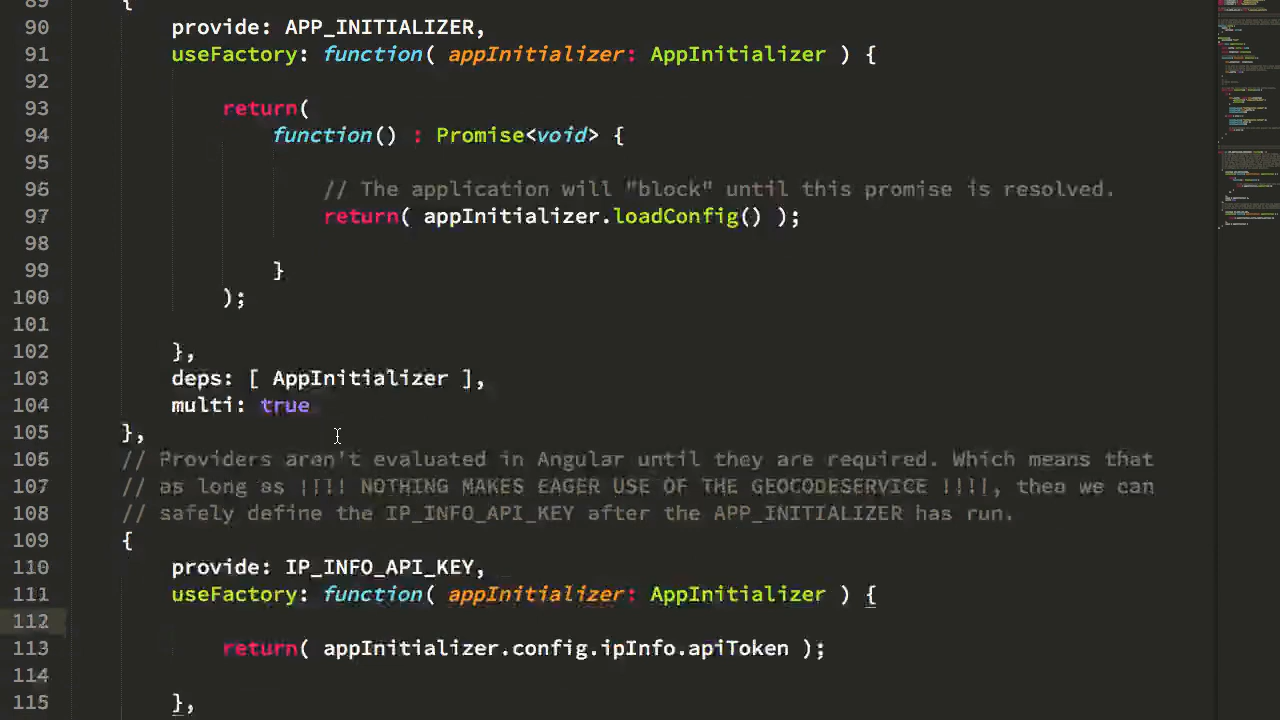 89 {
90 provide: APP_INITIALIZER,
91 useFactory: function( appInitializer: AppInitializer ) {
92
93 return(
94 function() : Promise<void> {
95
96 // The application will "block" until this promise is resolved.
97 return( appInitializer.loadConfig() );
98
99 }
100 );
101
102 },
103 deps: [ AppInitializer ],
104 multi: true
105 },
106 // Providers aren't evaluated in Angular until they are required. Which means that
107 // as long as !!!! NOTHING MAKES EAGER USE OF THE GEOCODESERVICE !!!!, then we can
108 // safely define the IP_INFO_API_KEY after the APP_INITIALIZER has run.
109 {
110 provide: IP_INFO_API_KEY,
111 useFactory: function( appInitializer: AppInitializer ) {
112
113 return( appInitializer.config.ipInfo.apiToken );
114
115 },